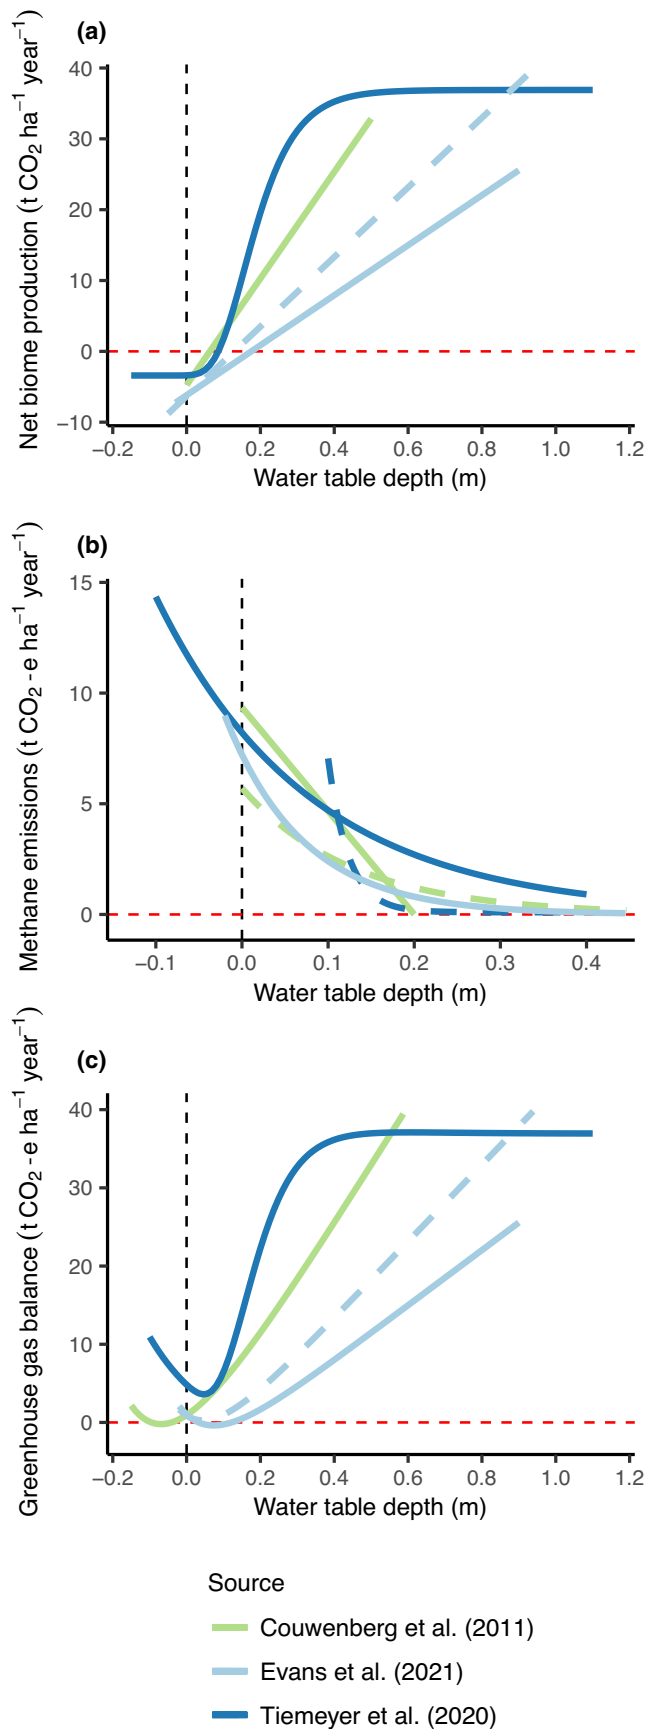 (a)
Net biome production (t CO₂ ha⁻¹ year⁻¹)
40
30
20
10
0
−10
−0.2 0.0 0.2 0.4 0.6 0.8 1.0 1.2
Water table depth (m)
(b)
Methane emissions (t CO₂ - e ha⁻¹ year⁻¹)
15
10
5
0
−0.1 0.0 0.1 0.2 0.3 0.4
Water table depth (m)
(c)
Greenhouse gas balance (t CO₂ - e ha⁻¹ year⁻¹)
40
30
20
10
0
−0.2 0.0 0.2 0.4 0.6 0.8 1.0 1.2
Water table depth (m)
Source
Couwenberg et al. (2011)
Evans et al. (2021)
Tiemeyer et al. (2020)